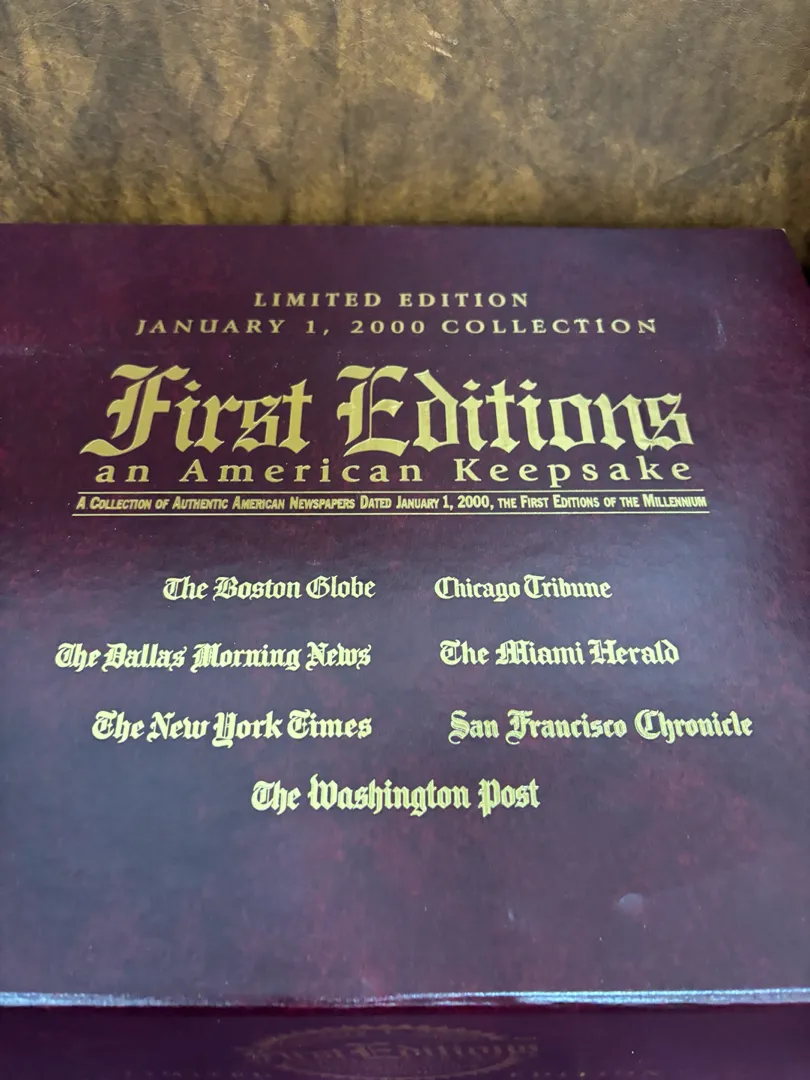 LIMITED EDITION
JANUARY 1, 2000 COLLECTION
First Editions
an American Keepsake
A COLLECTION OF AUTHENTIC AMERICAN NEWSPAPERS DATED JANUARY 1, 2000, THE FIRST EDITIONS OF THE MILLENNIUM
The Boston Globe Chicago Tribune
The Dallas Morning News The Miami Herald
The New York Times San Francisco Chronicle
The Washington Post
First Editions